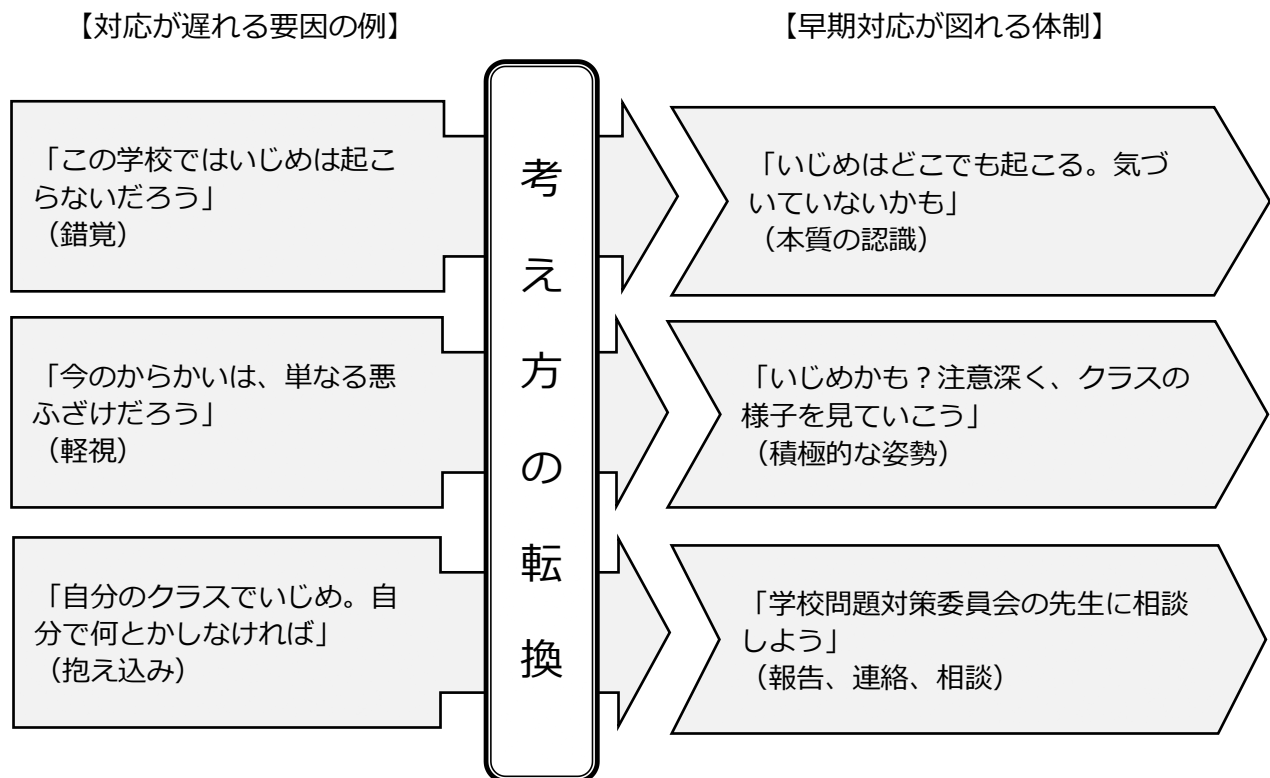 【対応が遅れる要因の例】
【早期対応が図れる体制】
「この学校ではいじめは起こ
らないだろう」
（錯覚）
「今のからかいは、単なる悪
ふざけだろう」
（軽視）
「自分のクラスでいじめ。自
分で何とかしなければ」
（抱え込み）
考え方の転換
「いじめはどこでも起こる。気づ
いていないかも」
（本質の認識）
「いじめかも？注意深く、クラスの
様子を見ていこう」
（積極的な姿勢）
「学校問題対策委員会の先生に相談
しよう」
（報告、連絡、相談）